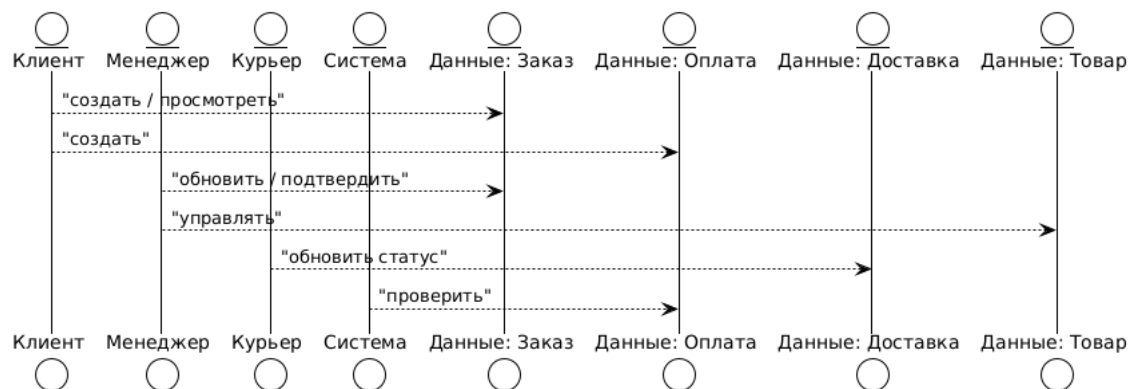 Клиент Менеджер Курьер Система Данные: Заказ Данные: Оплата Данные: Доставка Данные: Товар
"создать / просмотреть"
"создать"
"обновить / подтвердить"
"управлять"
"обновить статус"
"проверить"
Клиент Менеджер Курьер Система Данные: Заказ Данные: Оплата Данные: Доставка Данные: Товар